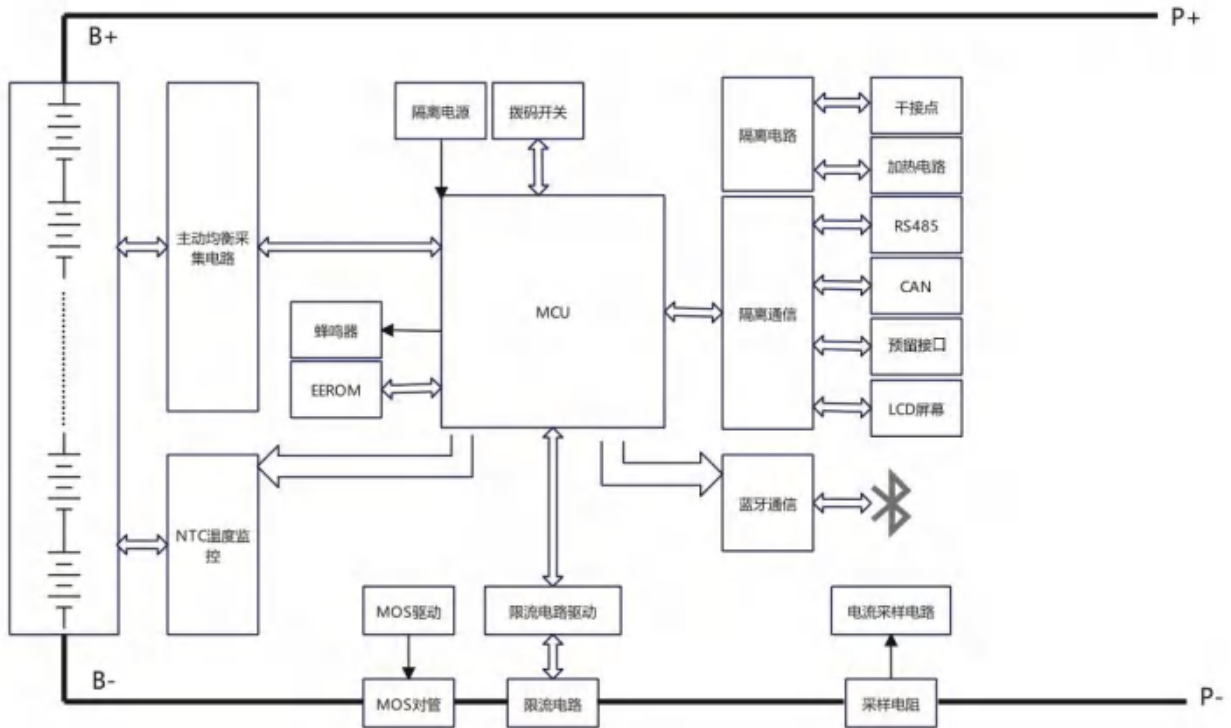 P+
B+
隔离电源
拨码开关
隔离电路
干接点
加热电路
主动均衡采
集电路
RS485
MCU
隔离通信
CAN
蜂鸣器
预留接口
EEROM
LCD屏幕
NTC温度监
控
蓝牙通信
MOS驱动
限流电路驱动
电流采样电路
B-
MOS对管
限流电路
采样电阻
P-